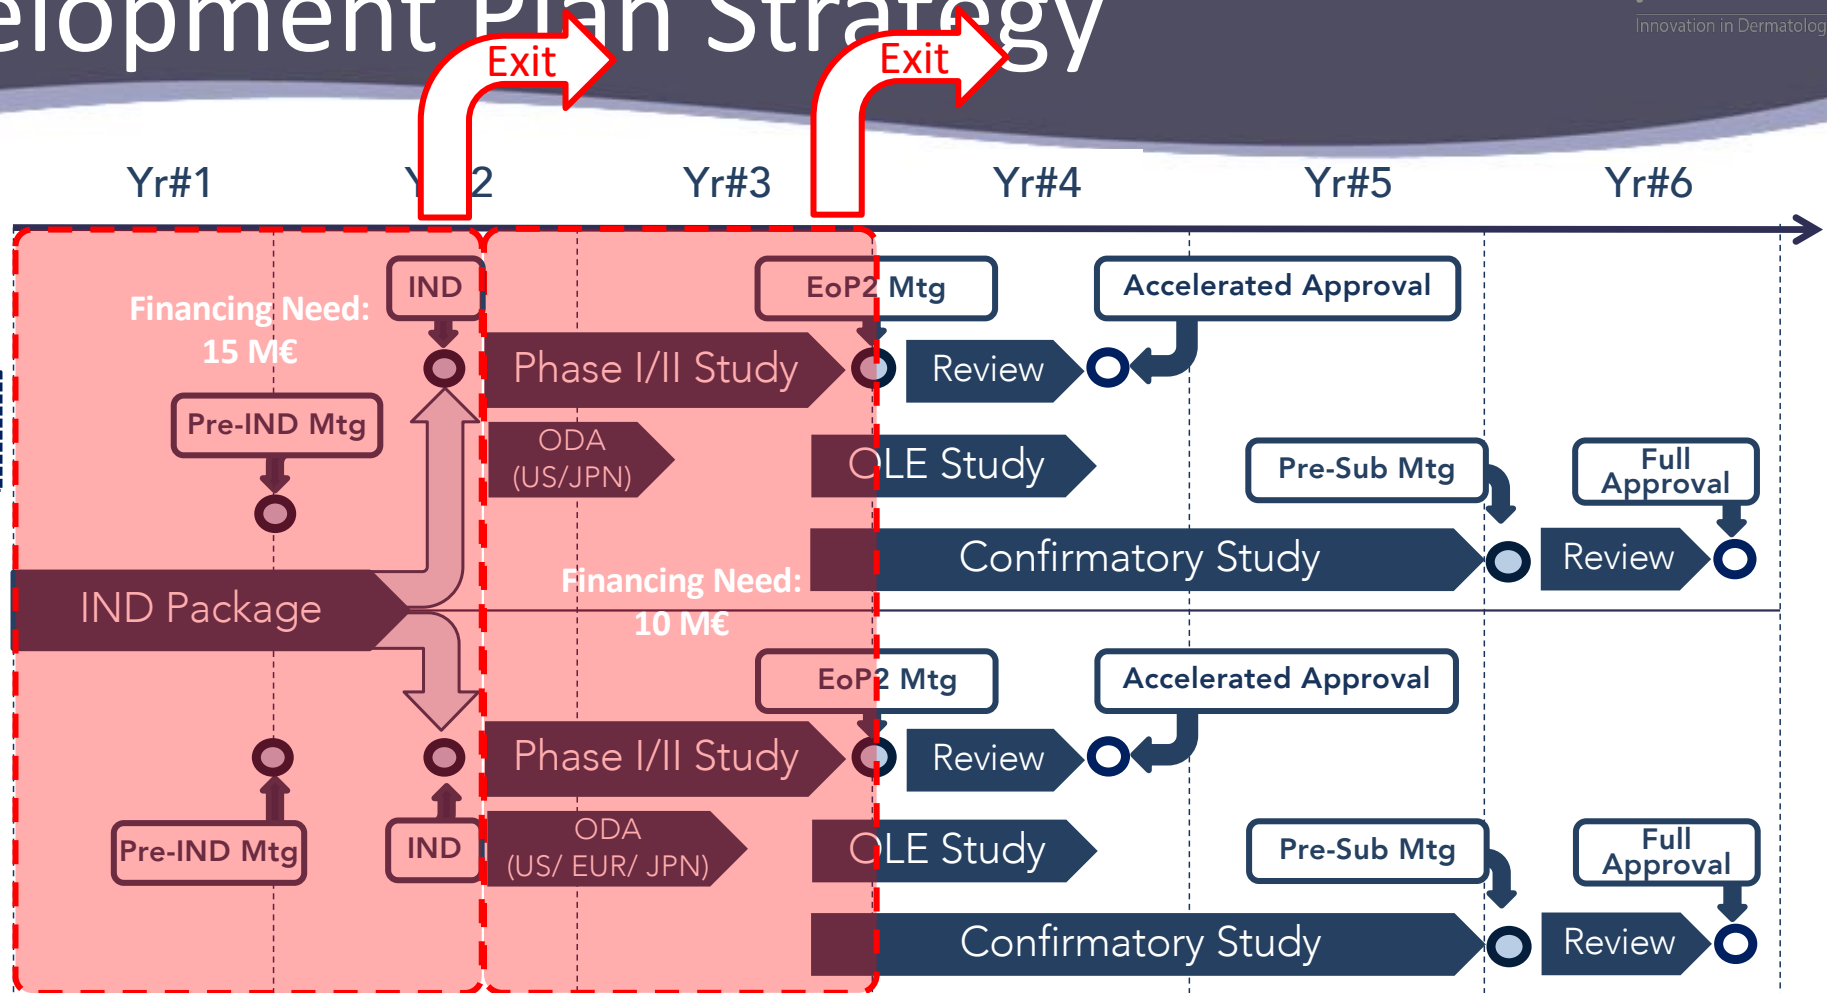 elopment Plan Strategy
Innovation in Dermatolog
Exit
Exit
Yr#1
Yr#2
Yr#3
Yr#4
Yr#5
Yr#6
Financing Need:
15 M€
IND
EoP2 Mtg
Accelerated Approval
Phase I/II Study
Review
Pre-IND Mtg
ODA
(US/JPN)
OLE Study
Pre-Sub Mtg
Full
Approval
Confirmatory Study
Review
IND Package
Financing Need:
10 M€
EoP2 Mtg
Accelerated Approval
Phase I/II Study
Review
Pre-IND Mtg
IND
ODA
(US/ EUR/ JPN)
OLE Study
Pre-Sub Mtg
Full
Approval
Confirmatory Study
Review